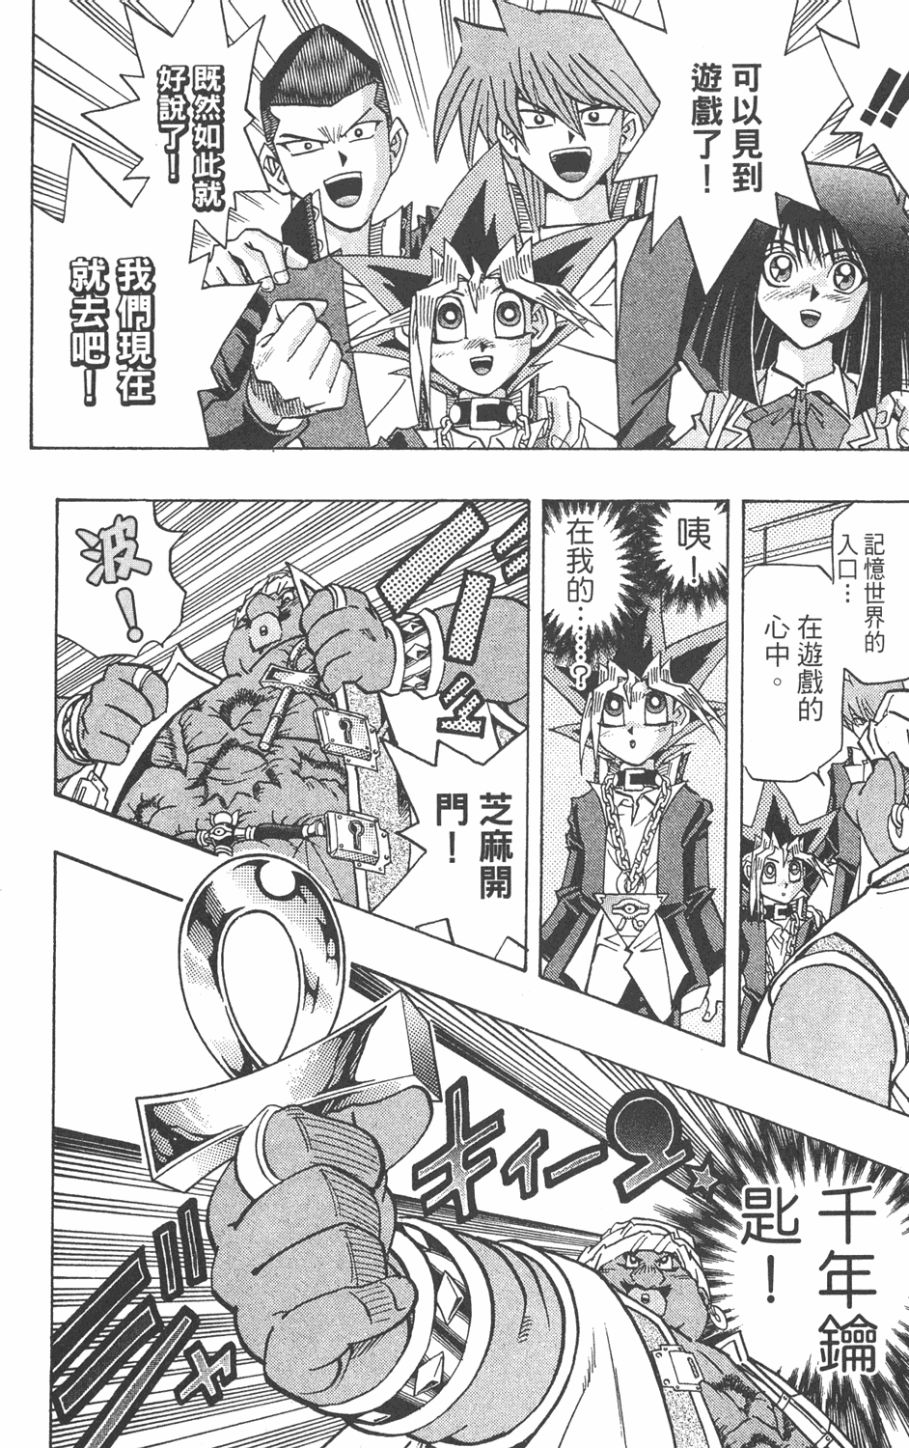 !!
可以見到
遊戲了！
既然如此就
好說了！
我們現在
就去吧！
記憶世界的
入口…
在遊戲的
心中。
咦！
在我的……？
芝麻開
門！
波！
千年鑰
匙！
キィーン